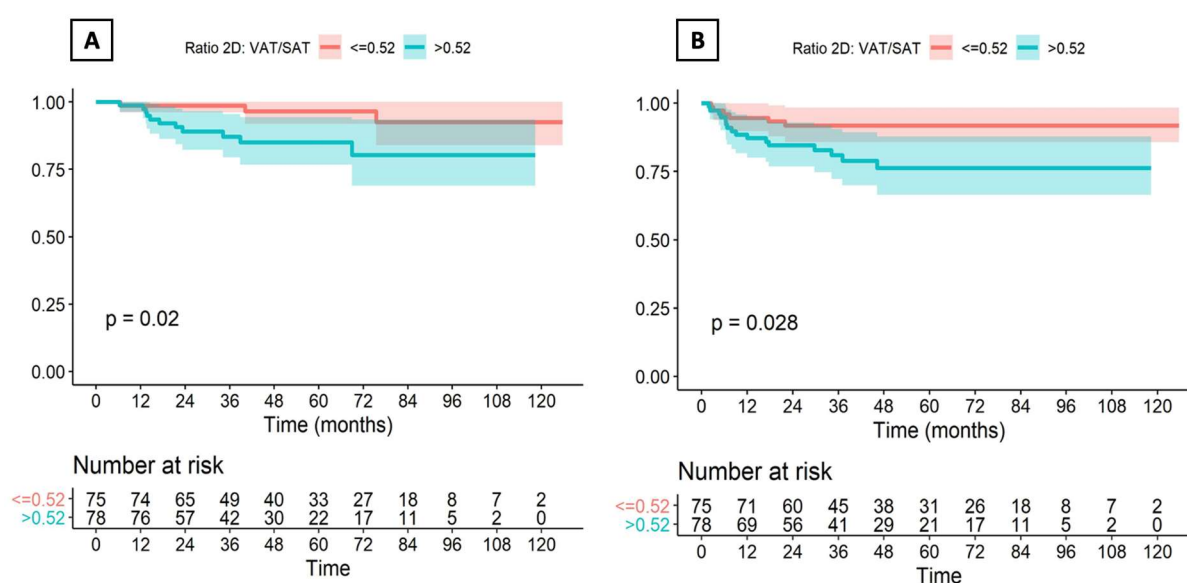 A
Ratio 2D: VAT/SAT <=0.52 >0.52
1.00
0.75
0.50
0.25
0.00
p = 0.02
0 12 24 36 48 60 72 84 96 108 120
Time (months)
Number at risk
<=0.52 75 74 65 49 40 33 27 18 8 7 2
>0.52 78 76 57 42 30 22 17 11 5 2 0
0 12 24 36 48 60 72 84 96 108 120
Time
B
Ratio 2D: VAT/SAT <=0.52 >0.52
1.00
0.75
0.50
0.25
0.00
p = 0.028
0 12 24 36 48 60 72 84 96 108 120
Time (months)
Number at risk
<=0.52 75 71 60 45 38 31 26 18 8 7 2
>0.52 78 69 56 41 29 21 17 11 5 2 0
0 12 24 36 48 60 72 84 96 108 120
Time